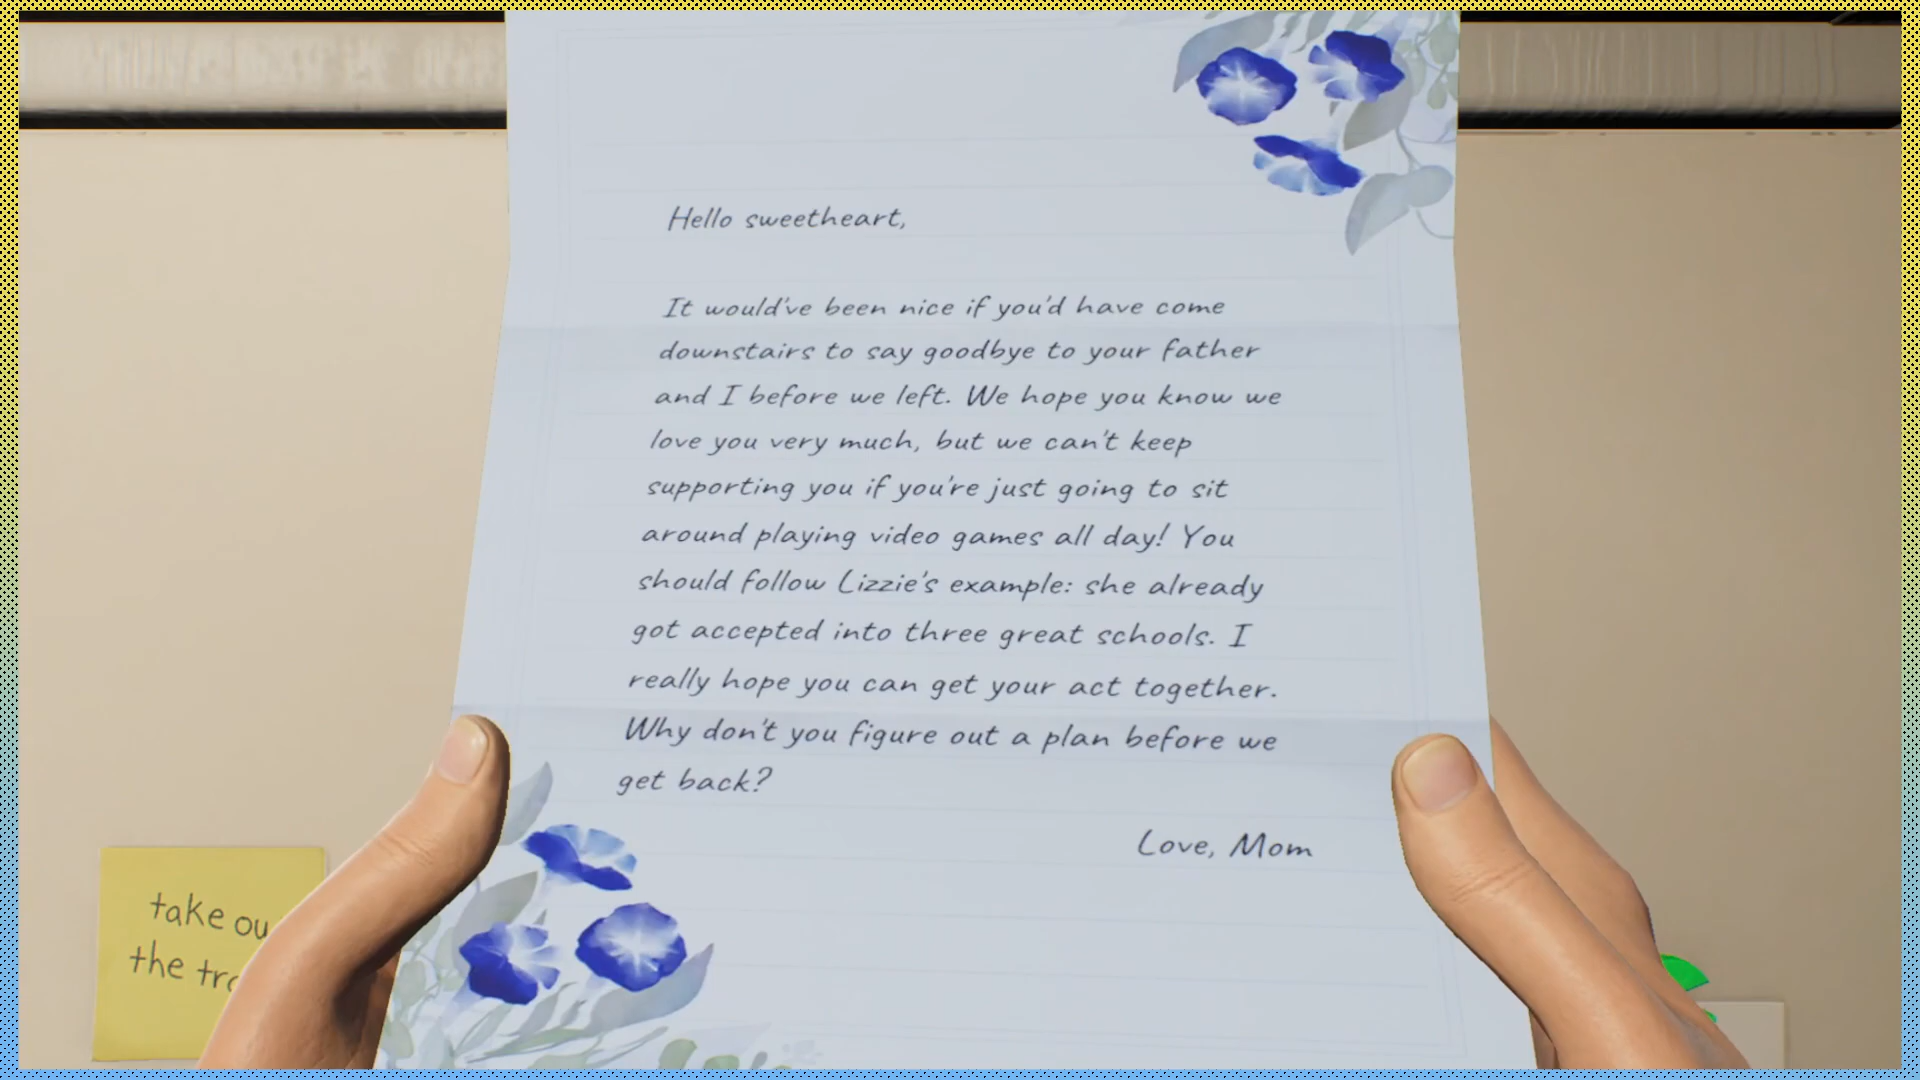 Hello sweetheart,
It would've been nice if you'd have come
downstairs to say goodbye to your father
and I before we left. We hope you know we
love you very much, but we can't keep
supporting you if you're just going to sit
around playing video games all day! You
should follow Lizzie's example: she already
got accepted into three great schools. I
really hope you can get your act together.
Why don't you figure out a plan before we
get back?
Love, Mom
take
the